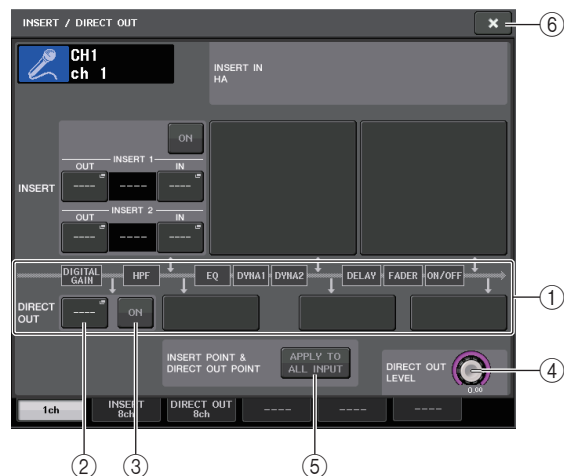 INSERT / DIRECT OUT
⑥
CH1
ch 1
INSERT IN
HA
ON
INSERT 1
OUT
IN
INSERT
----
----
----
INSERT 2
OUT
IN
----
----
----
DIGITAL
GAIN
HPF
EQ
DYNA1
DYNA2
DELAY
FADER
ON/OFF
①
DIRECT
OUT
----
ON
INSERT POINT &
DIRECT OUT POINT
APPLY TO
ALL INPUT
DIRECT OUT
LEVEL
0.00
④
1ch
INSERT
8ch
DIRECT OUT
8ch
----
----
----
②
③
⑤